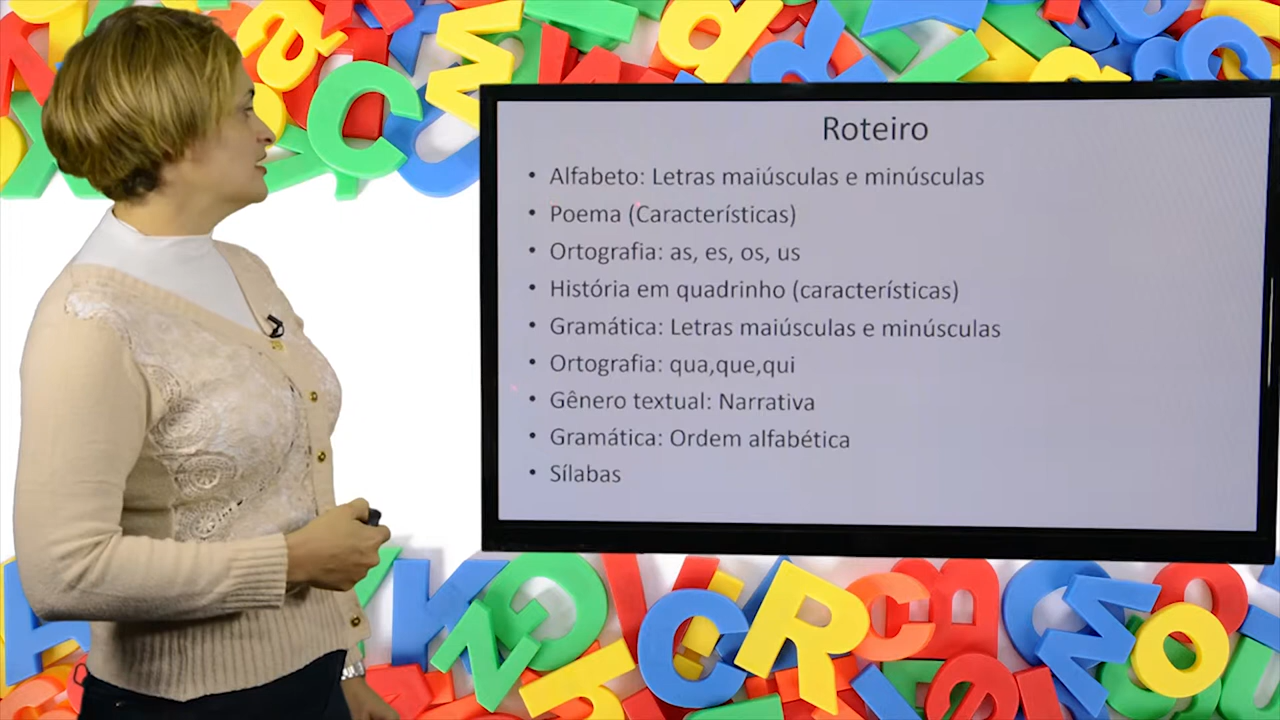 Roteiro
• Alfabeto: Letras maiúsculas e minúsculas
• Poema (Características)
• Ortografia: as, es, os, us
• História em quadrinho (características)
• Gramática: Letras maiúsculas e minúsculas
• Ortografia: qua,que,qui
• Gênero textual: Narrativa
• Gramática: Ordem alfabética
• Sílabas